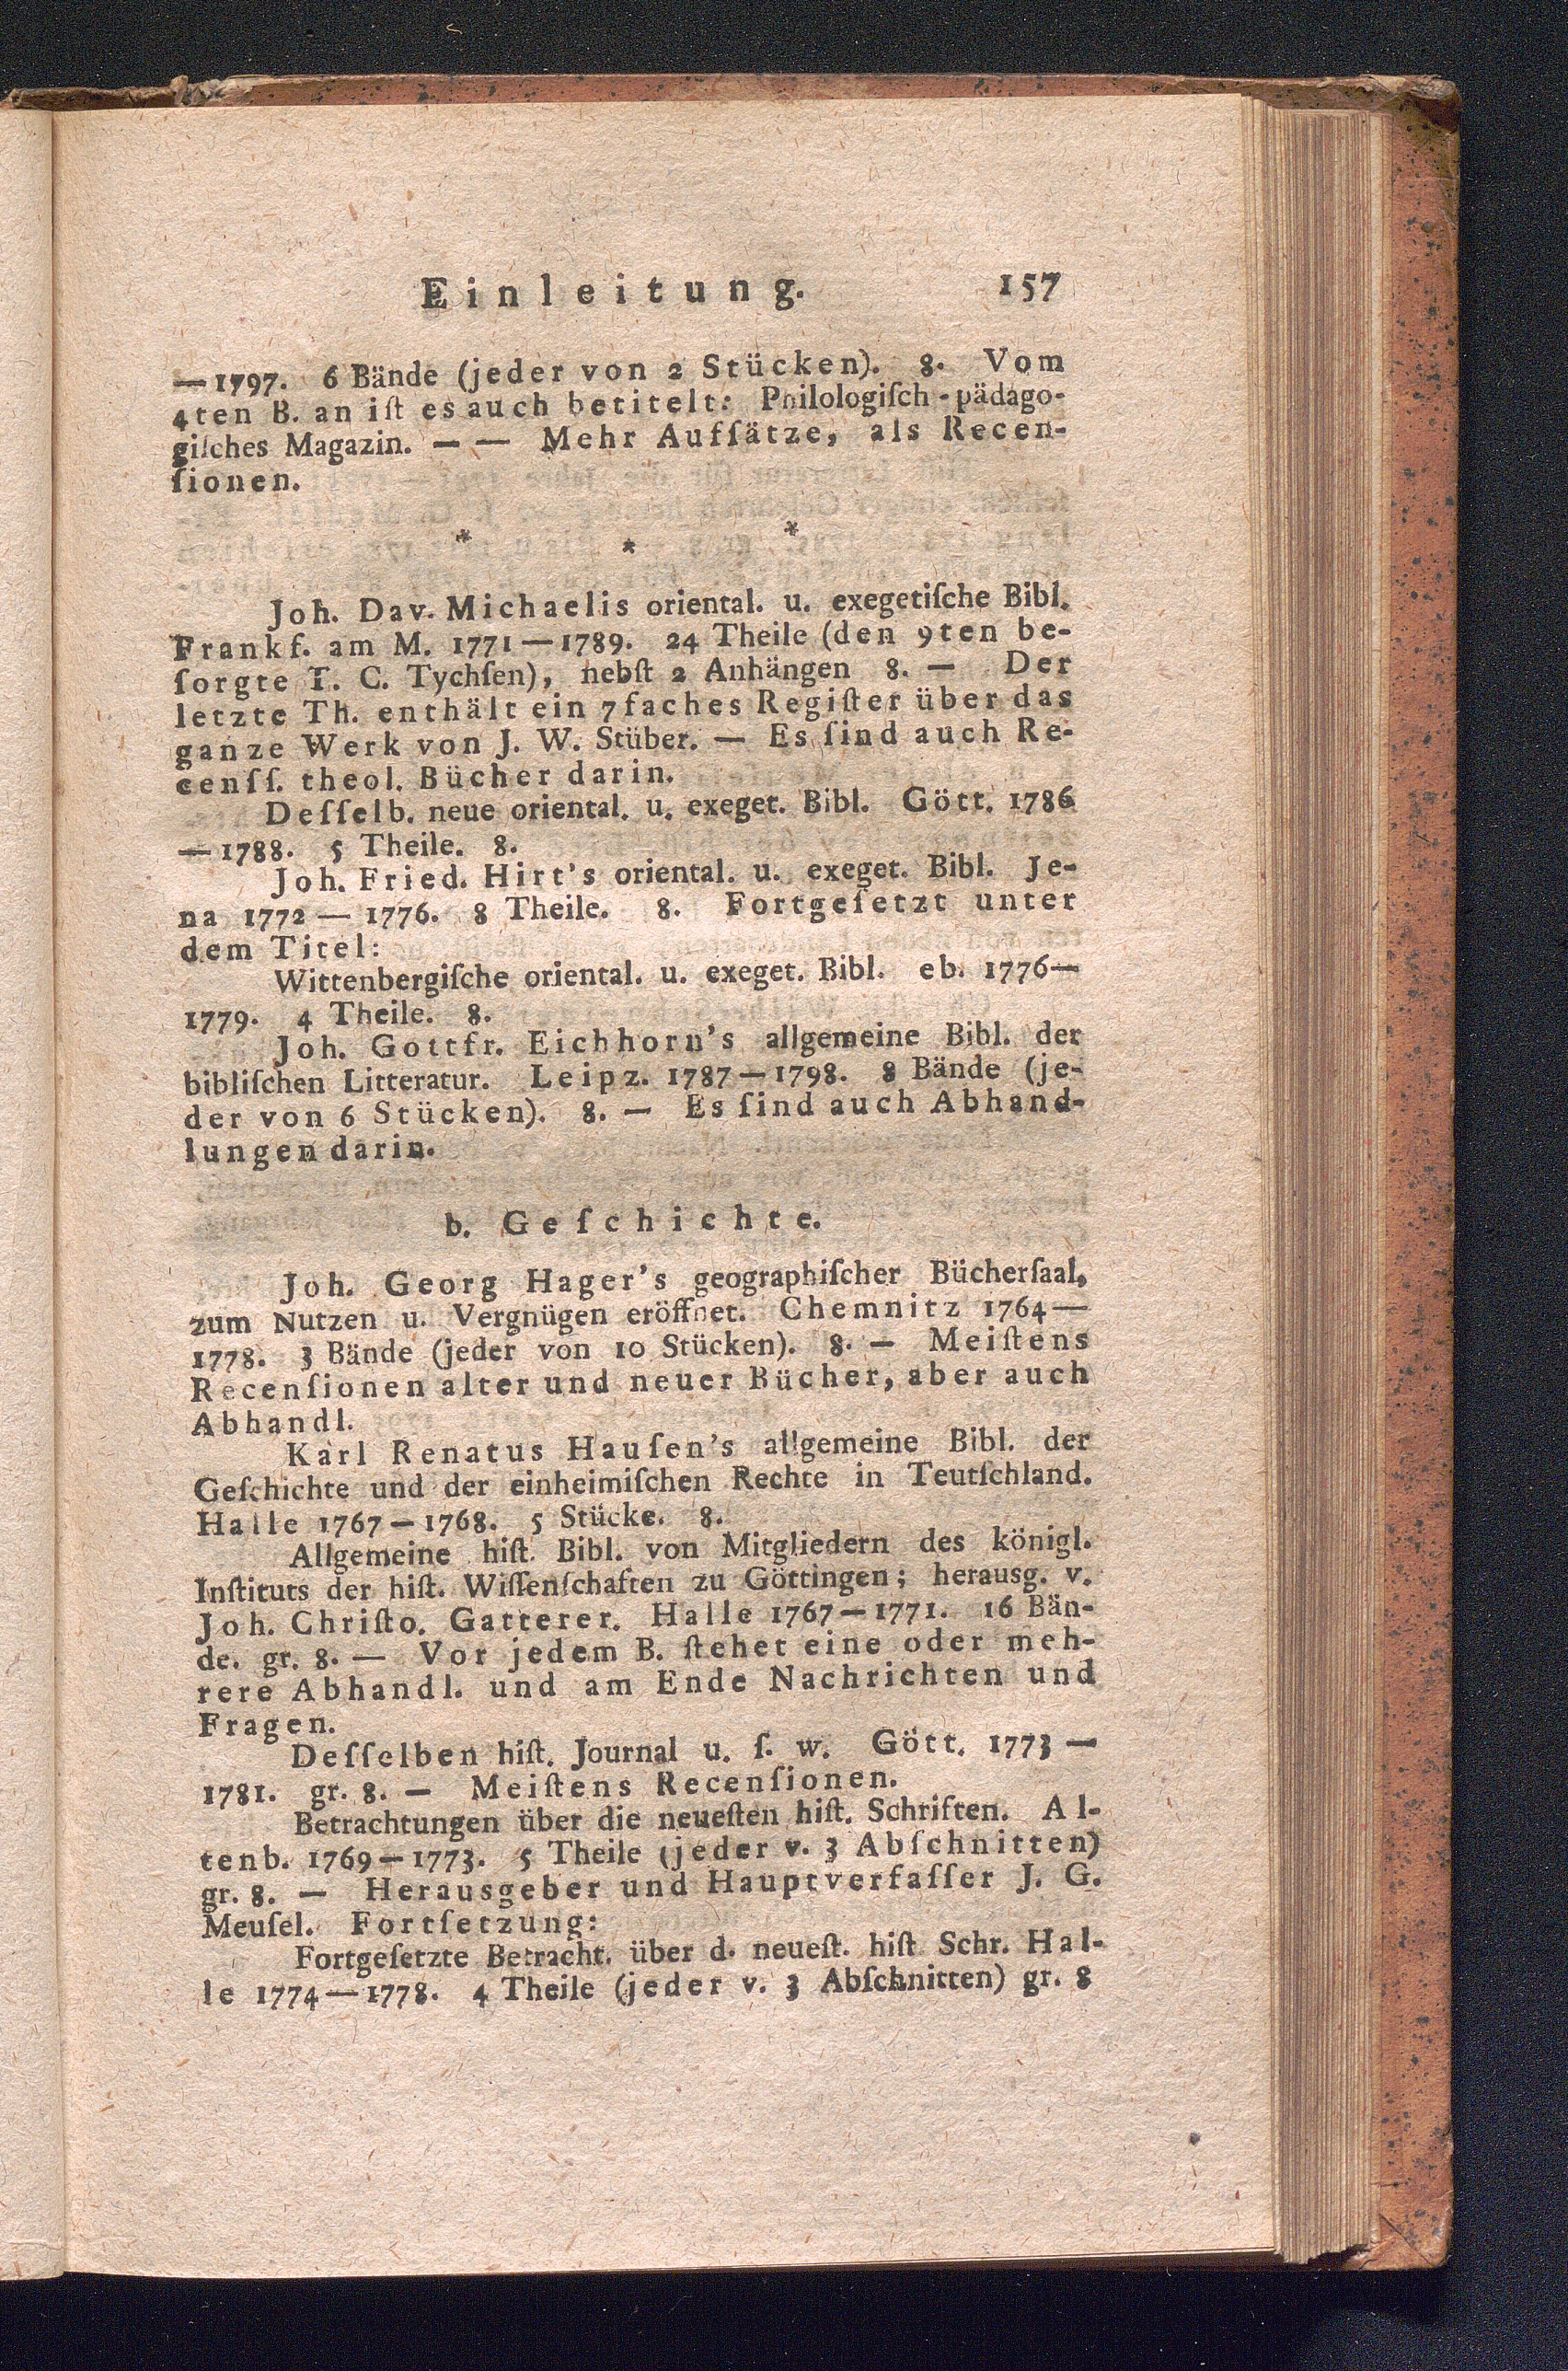 Einleitung. 157
—1797. 6 Bände (jeder von 2 Stücken). 8. Vom
4ten B. an iſt es auch betitelt: Philologiſch-pädago-
giſches Magazin. — — Mehr Aufſätze, als Recen-
ſionen.
* * *
Joh. Dav. Michaelis oriental. u. exegetiſche Bibl.
Frankf. am M. 1771—1789. 24 Theile (den 9ten be-
ſorgte T. C. Tychſen), nebſt 2 Anhängen 8. — Der
letzte Th. enthält ein 7faches Regiſter über das
ganze Werk von J. W. Stüber. — Es ſind auch Re-
cenſſ. theol. Bücher darin.
Deſſelb. neue oriental. u. exeget. Bibl. Gött. 1786
—1788. 5 Theile. 8.
Joh. Fried. Hirt's oriental. u. exeget. Bibl. Je-
na 1772 — 1776. 8 Theile. 8. Fortgeſetzt unter
dem Titel:
Wittenbergiſche oriental. u. exeget. Bibl. eb. 1776—
1779. 4 Theile. 8.
Joh. Gottfr. Eichhorn's allgemeine Bibl. der
bibliſchen Litteratur. Leipz. 1787—1798. 8 Bände (je-
der von 6 Stücken). 8. — Es ſind auch Abhand-
lungen darin.
b. Geſchichte.
Joh. Georg Hager's geographiſcher Bücherſaal,
zum Nutzen u. Vergnügen eröffnet. Chemnitz 1764—
1778. 3 Bände (jeder von 10 Stücken). 8. — Meiſtens
Recenſionen alter und neuer Bücher, aber auch
Abhandl.
Karl Renatus Hauſen's allgemeine Bibl. der
Geſchichte und der einheimiſchen Rechte in Teutſchland.
Halle 1767—1768. 5 Stücke. 8.
Allgemeine hiſt. Bibl. von Mitgliedern des königl.
Inſtituts der hiſt. Wiſſenſchaften zu Göttingen; herausg. v.
Joh. Chriſto. Gatterer. Halle 1767—1771. 16 Bän-
de. gr. 8. — Vor jedem B. ſtehet eine oder meh-
rere Abhandl. und am Ende Nachrichten und
Fragen.
Deſſelben hiſt. Journal u. ſ. w. Gött. 1773 —
1781. gr. 8. — Meiſtens Recenſionen.
Betrachtungen über die neueſten hiſt. Schriften. Al-
tenb. 1769—1773. 5 Theile (jeder v. 3 Abſchnitten)
gr. 8. — Herausgeber und Hauptverfaſſer J. G.
Meuſel. Fortſetzung:
Fortgeſetzte Betracht. über d. neueſt. hiſt Schr. Hal-
le 1774—1778. 4 Theile (jeder v. 3 Abſchnitten) gr. 8